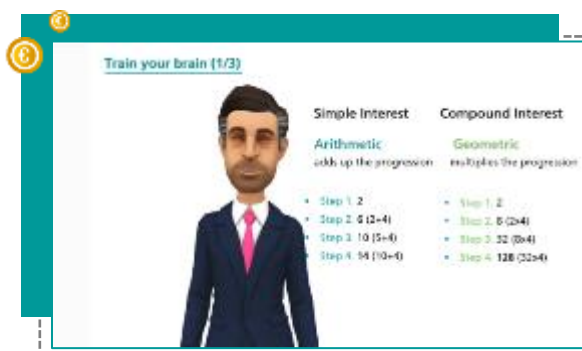 Train your brain (1/3)
Simple Interest
Arithmetic
adds up the progression
• Step 1. 2
• Step 2. 6 (2+4)
• Step 3. 10 (6+4)
• Step 4. 14 (10+4)
Compound Interest
Geometric
multiplies the progression
• Step 1. 2
• Step 2. 8 (2x4)
• Step 3. 32 (8x4)
• Step 4. 128 (32x4)